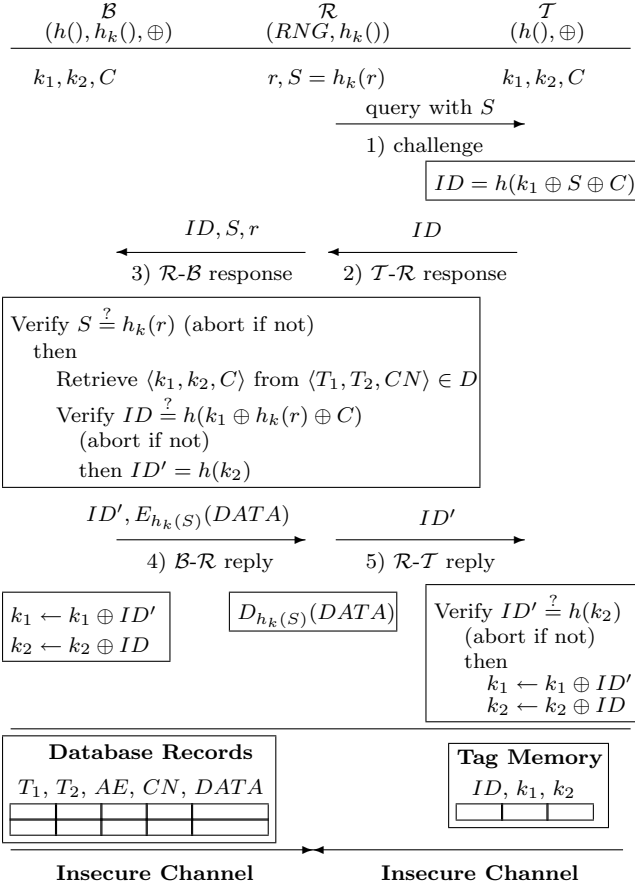 B R T
(h(), h_k(), ⊕) (RNG, h_k()) (h(), ⊕)
k_1, k_2, C r, S = h_k(r) k_1, k_2, C
query with S
1) challenge
ID = h(k_1 ⊕ S ⊕ C)
ID, S, r ID
3) R-B response 2) T-R response
Verify S ?= h_k(r) (abort if not)
then
Retrieve ⟨k_1, k_2, C⟩ from ⟨T_1, T_2, CN⟩ ∈ D
Verify ID ?= h(k_1 ⊕ h_k(r) ⊕ C)
(abort if not)
then ID′ = h(k_2)
ID′, E_{h_k(S)}(DATA) ID′
4) B-R reply 5) R-T reply
k_1 ← k_1 ⊕ ID′
k_2 ← k_2 ⊕ ID
D_{h_k(S)}(DATA)
Verify ID′ ?= h(k_2)
(abort if not)
then
k_1 ← k_1 ⊕ ID′
k_2 ← k_2 ⊕ ID
Database Records
T_1, T_2, AE, CN, DATA
Tag Memory
ID, k_1, k_2
Insecure Channel Insecure Channel